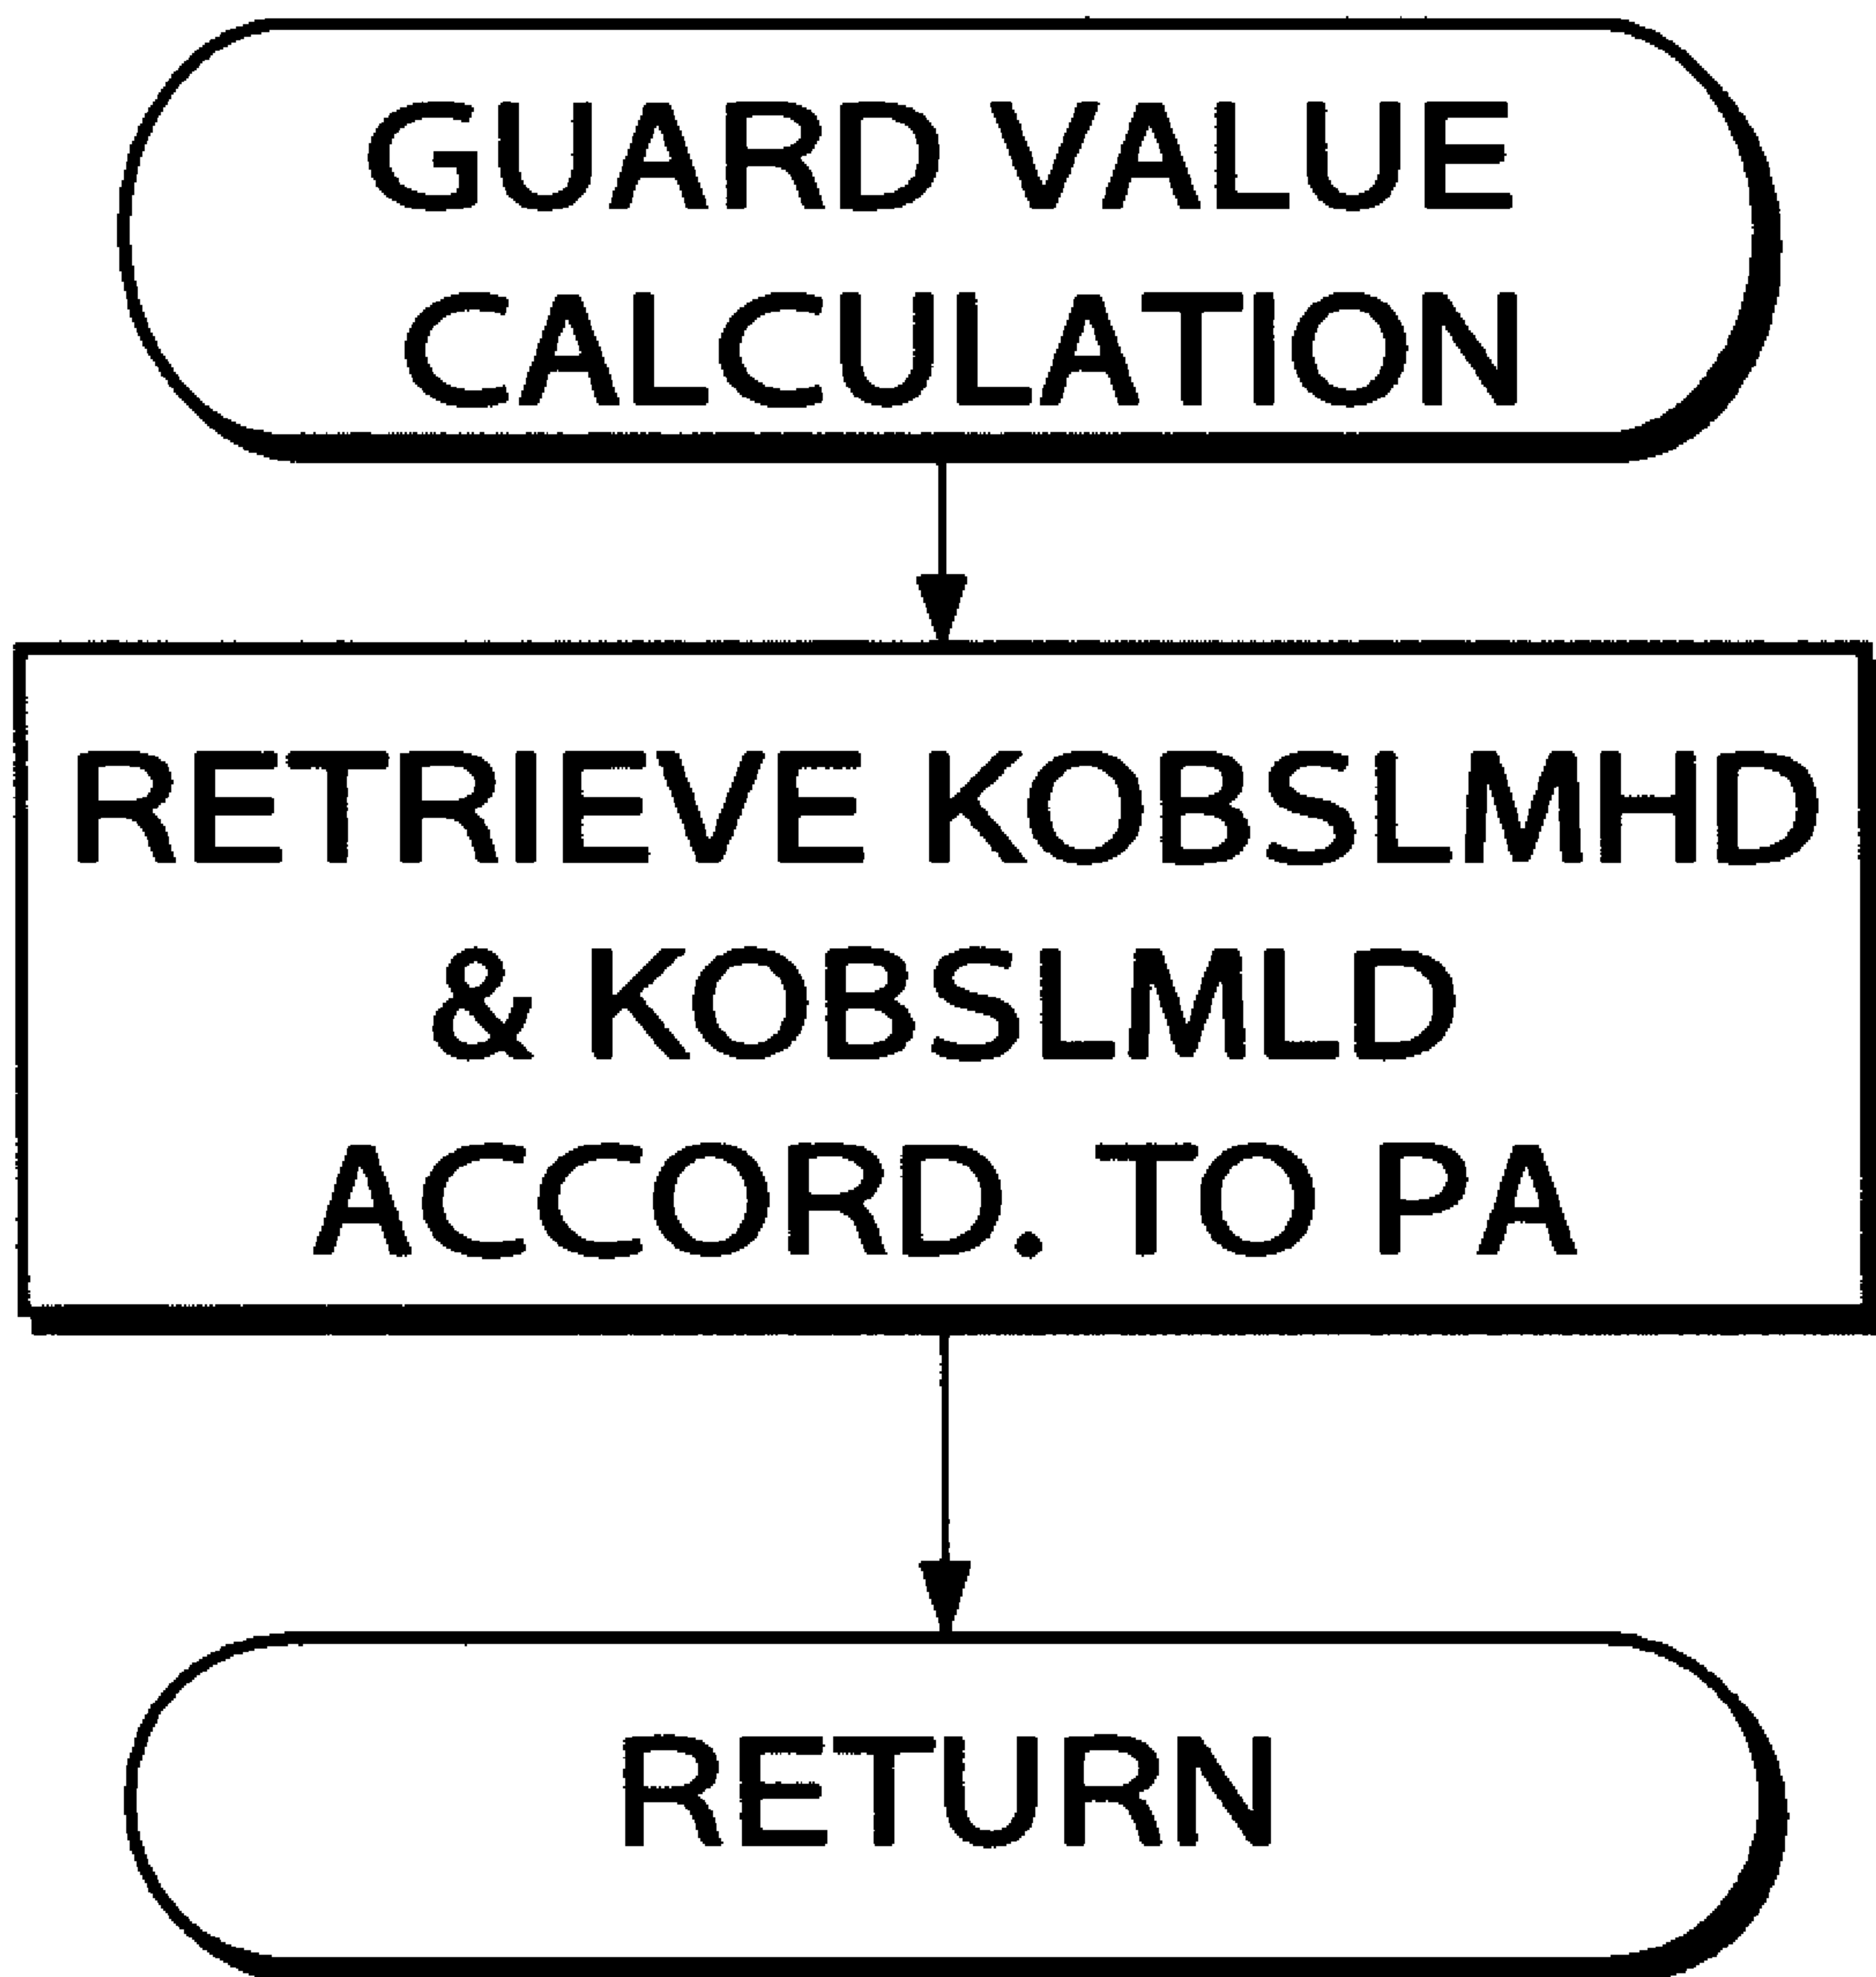 GUARD VALUE
CALCULATION
RETRIEVE KOBSLMHD
& KOBSLMLD
ACCORD. TO PA
RETURN